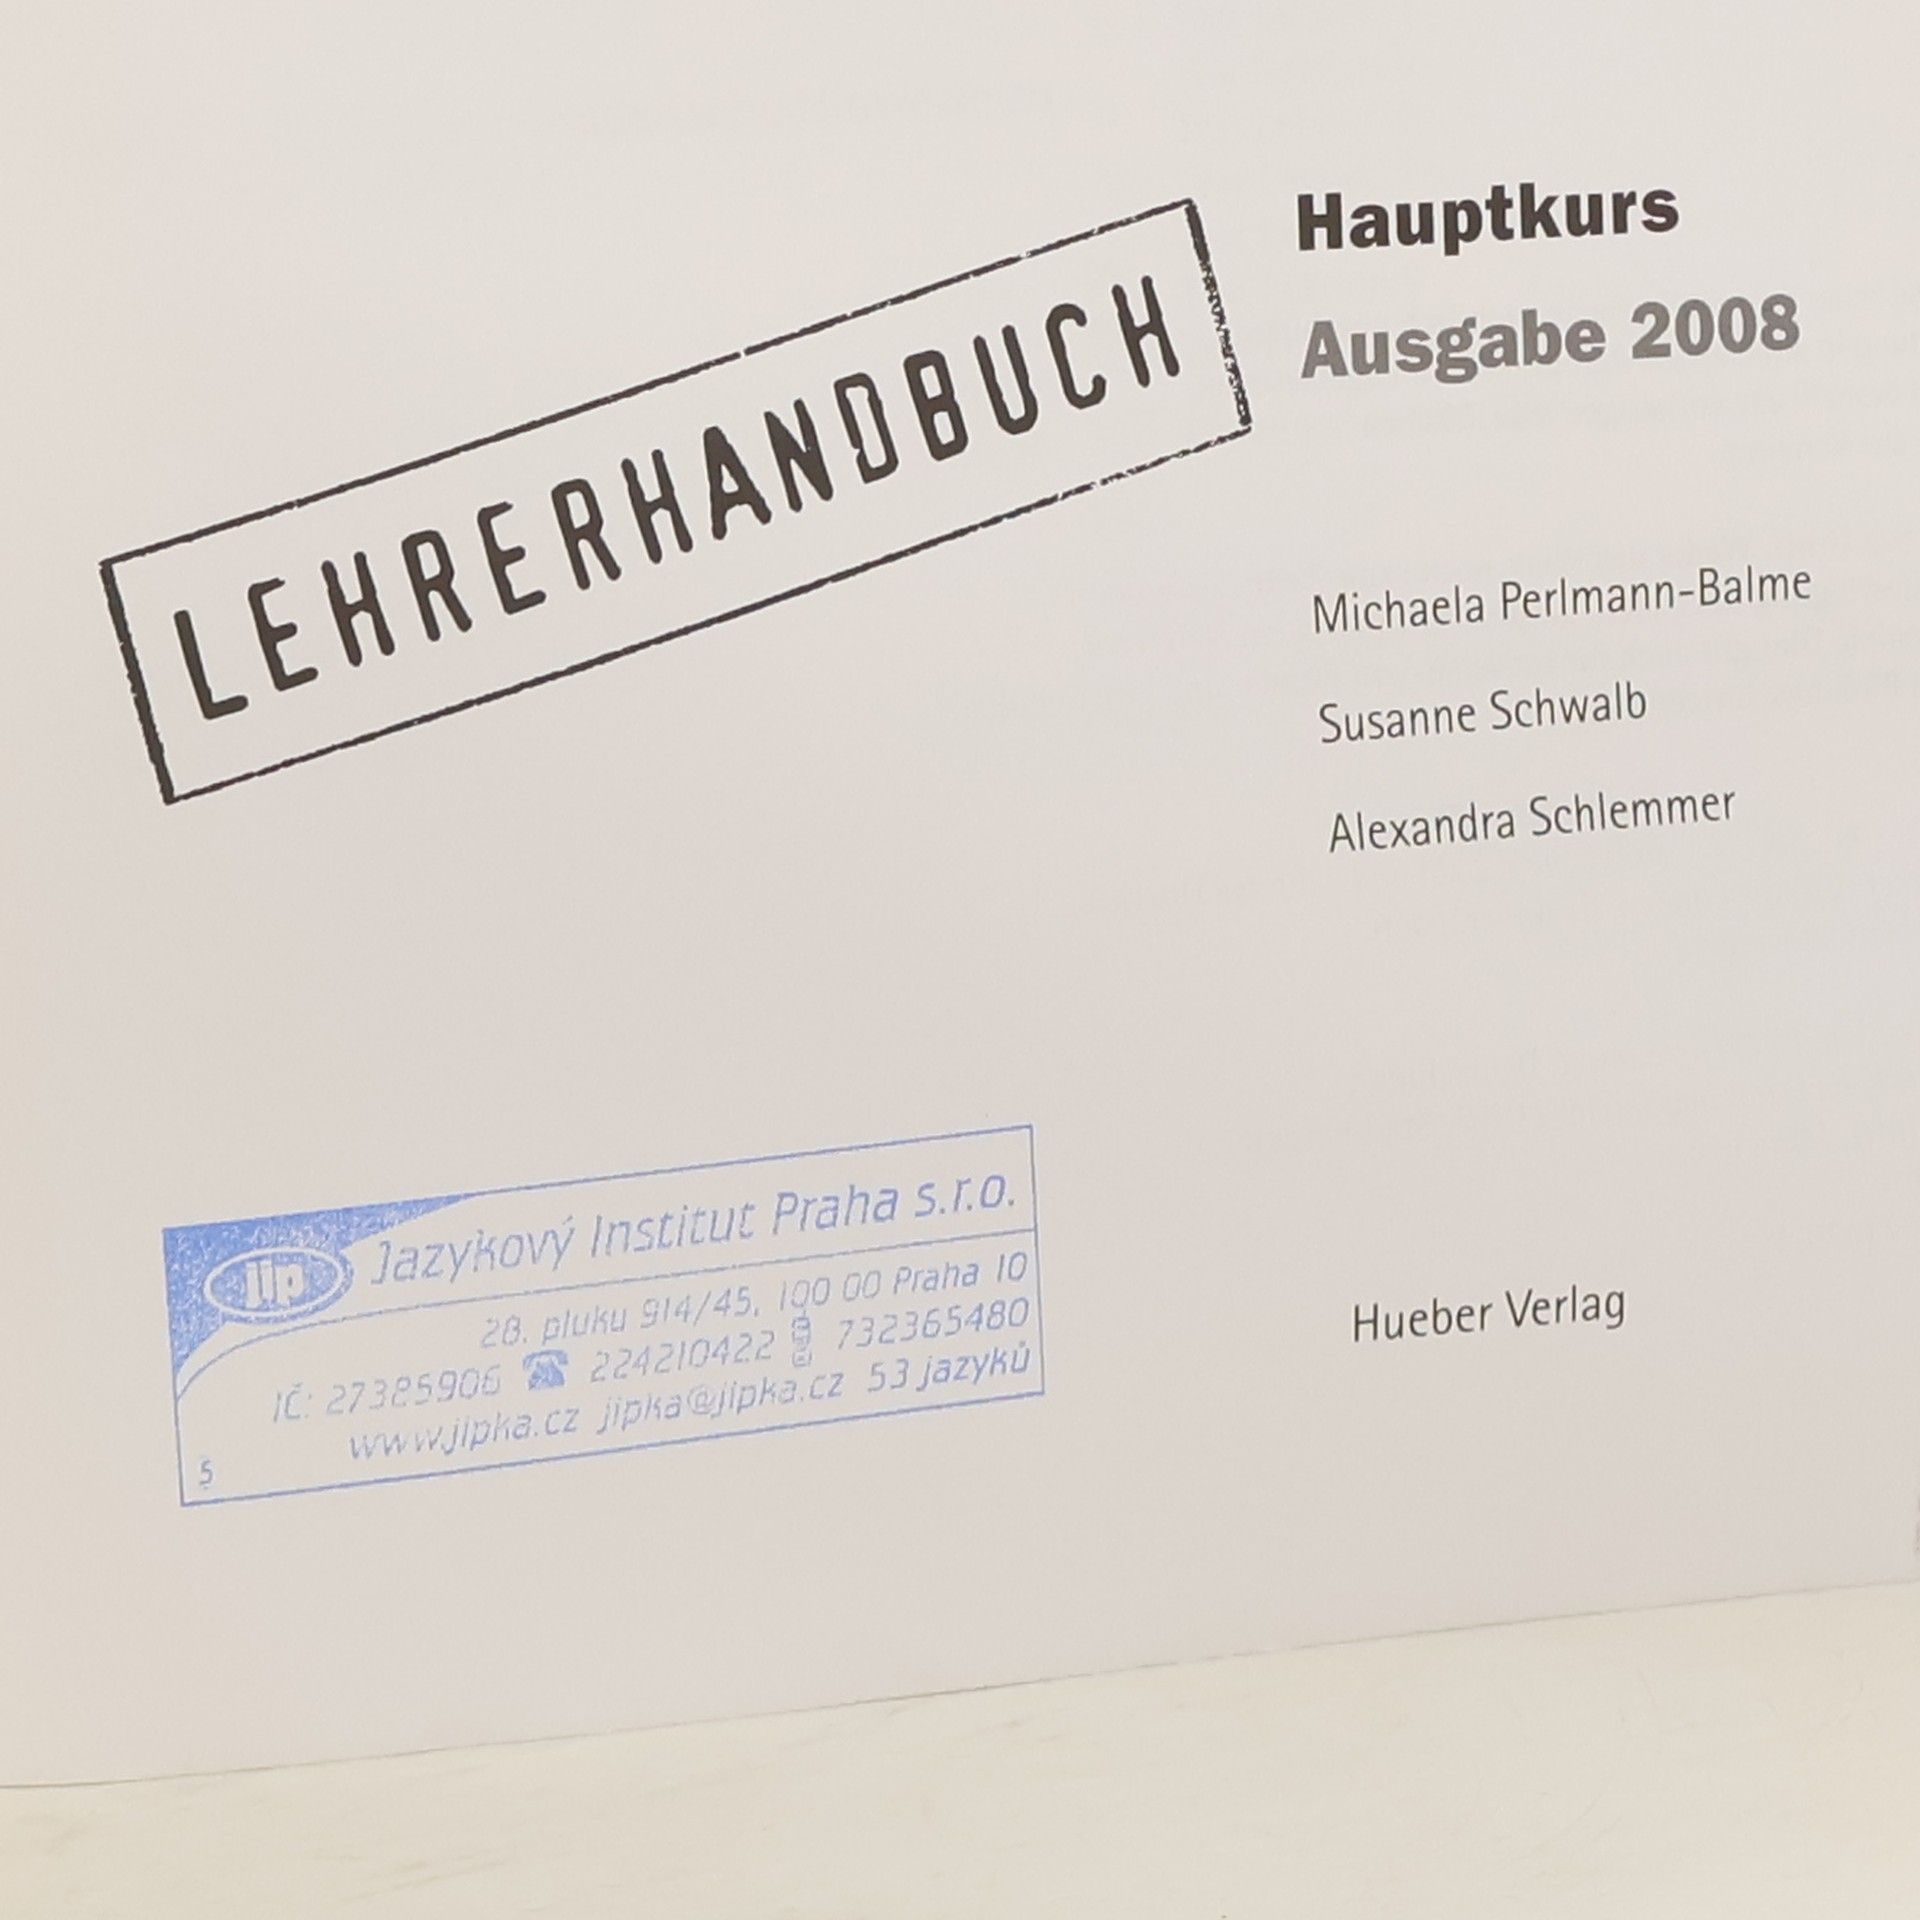 Hauptkurs
Ausgabe 2008
LEHRERHANDBUCH
Michaela Perlmann-Balme
Susanne Schwalb
Alexandra Schlemmer
jip Jazykový Institut Praha s.r.o.
28. pluku 914/45, 100 00 Praha 10
IČ: 27385906 224210422 732365480
www.jipka.cz jipka@jipka.cz 53 jazyků
5
Hueber Verlag